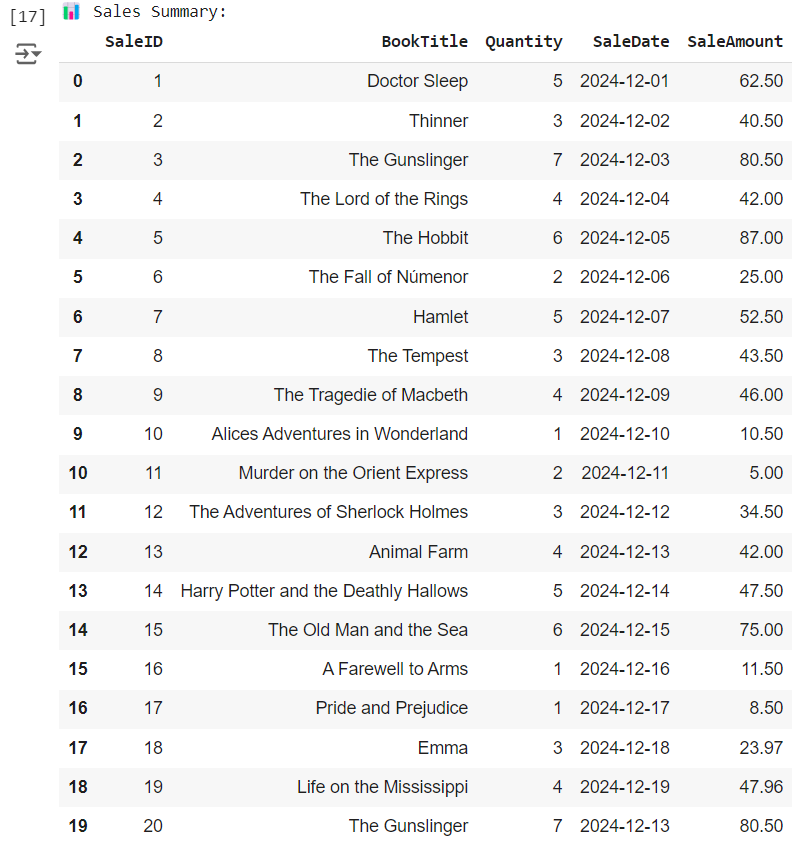 [17] 📊 Sales Summary:
SaleID BookTitle Quantity SaleDate SaleAmount
0 1 Doctor Sleep 5 2024-12-01 62.50
1 2 Thinner 3 2024-12-02 40.50
2 3 The Gunslinger 7 2024-12-03 80.50
3 4 The Lord of the Rings 4 2024-12-04 42.00
4 5 The Hobbit 6 2024-12-05 87.00
5 6 The Fall of Númenor 2 2024-12-06 25.00
6 7 Hamlet 5 2024-12-07 52.50
7 8 The Tempest 3 2024-12-08 43.50
8 9 The Tragedie of Macbeth 4 2024-12-09 46.00
9 10 Alices Adventures in Wonderland 1 2024-12-10 10.50
10 11 Murder on the Orient Express 2 2024-12-11 5.00
11 12 The Adventures of Sherlock Holmes 3 2024-12-12 34.50
12 13 Animal Farm 4 2024-12-13 42.00
13 14 Harry Potter and the Deathly Hallows 5 2024-12-14 47.50
14 15 The Old Man and the Sea 6 2024-12-15 75.00
15 16 A Farewell to Arms 1 2024-12-16 11.50
16 17 Pride and Prejudice 1 2024-12-17 8.50
17 18 Emma 3 2024-12-18 23.97
18 19 Life on the Mississippi 4 2024-12-19 47.96
19 20 The Gunslinger 7 2024-12-13 80.50